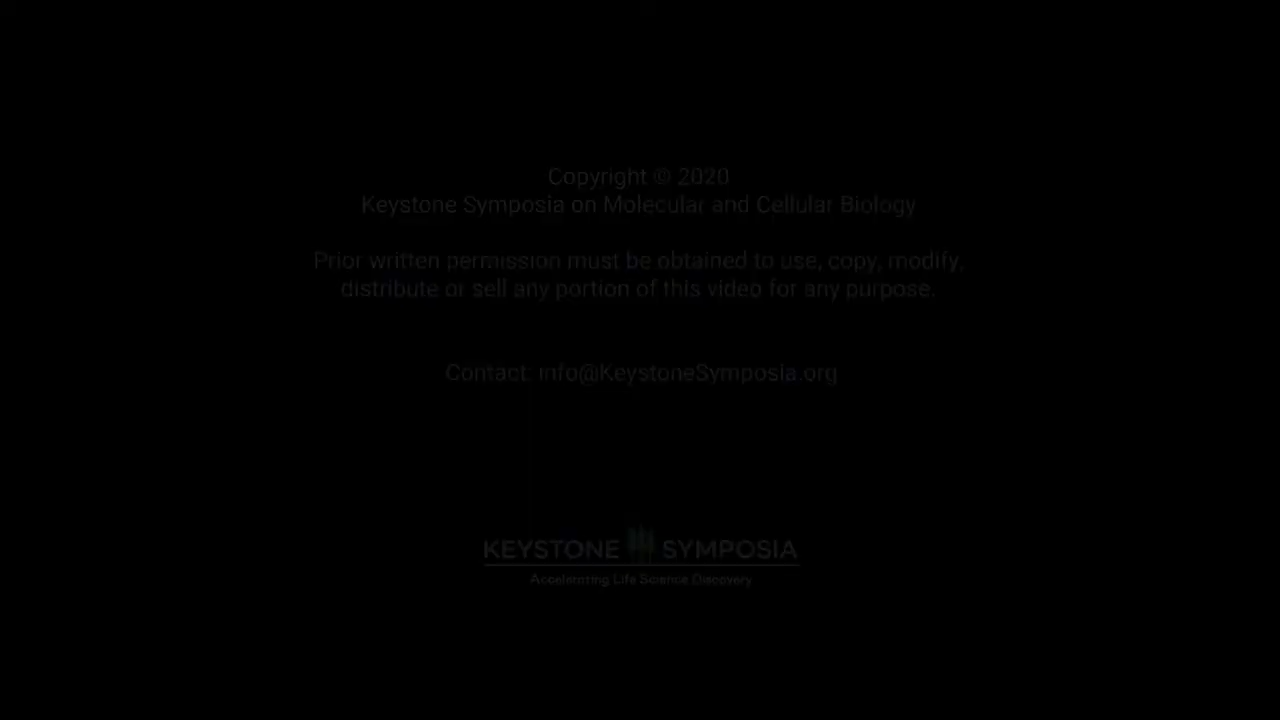 Copyright © 2020
Keystone Symposia on Molecular and Cellular Biology
Prior written permission must be obtained to use, copy, modify,
distribute or sell any portion of this video for any purpose.
Contact: info@KeystoneSymposia.org
KEYSTONE SYMPOSIA
Accelerating Life Science Discovery